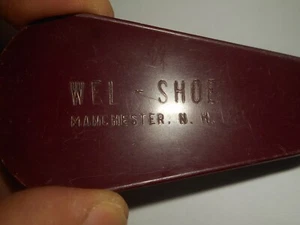 WEL - SHOE
MANCHESTER, N.